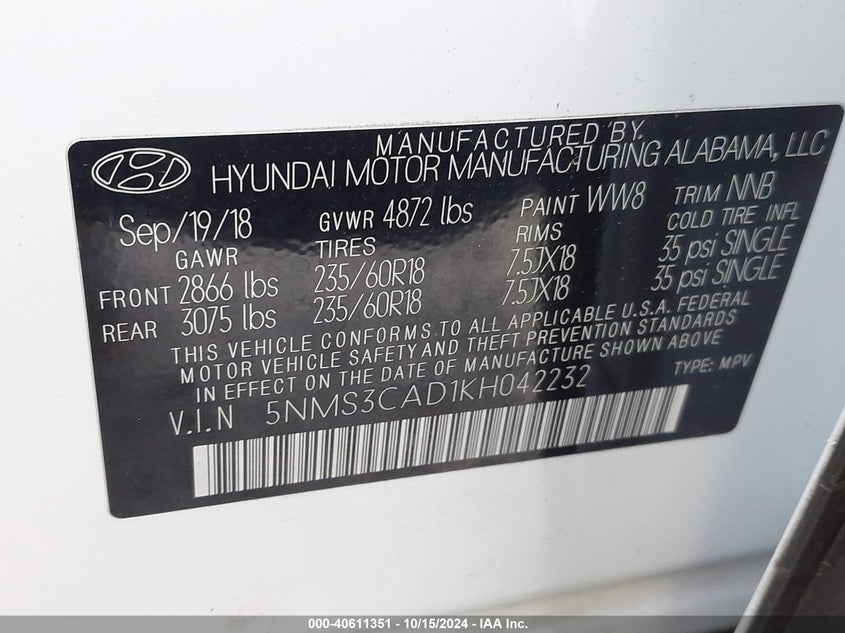 MANUFACTURED BY
HYUNDAI MOTOR MANUFACTURING ALABAMA, LLC
Sep/19/18 GVWR 4872 lbs PAINT WW8 TRIM NNB
GAWR TIRES RIMS COLD TIRE INFL
FRONT 2866 lbs 235/60R18 7.5JX18 35 psi SINGLE
REAR 3075 lbs 235/60R18 7.5JX18 35 psi SINGLE
THIS VEHICLE CONFORMS TO ALL APPLICABLE U.S.A. FEDERAL
MOTOR VEHICLE SAFETY AND THEFT PREVENTION STANDARDS
IN EFFECT ON THE DATE OF MANUFACTURE SHOWN ABOVE
V.I.N 5NMS3CAD1KH042232 TYPE: MPV
000-40611351 | 10/15/2024 - IAA Inc.